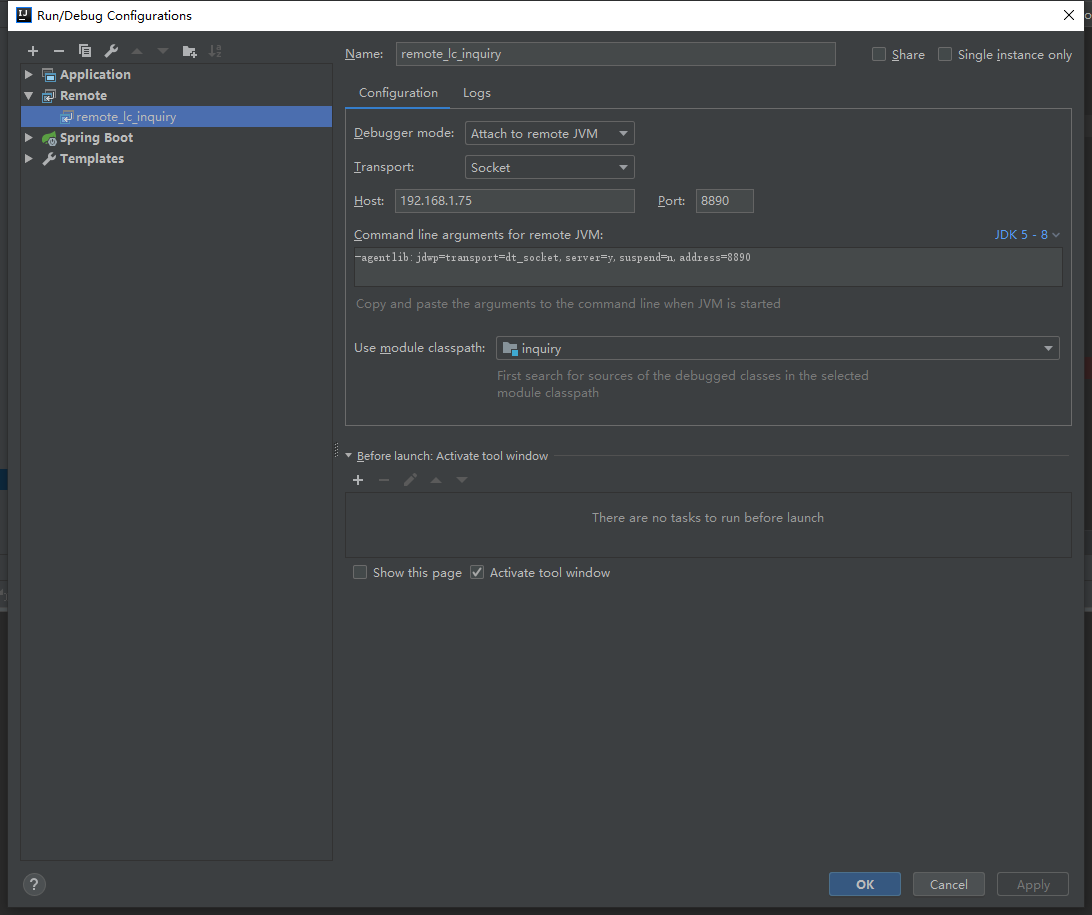 Run/Debug Configurations
Application
Remote
remote_lc_inquiry
Spring Boot
Templates
Name: remote_lc_inquiry Share Single instance only
Configuration Logs
Debugger mode: Attach to remote JVM
Transport: Socket
Host: 192.168.1.75 Port: 8890
Command line arguments for remote JVM: JDK 5 - 8
-agentlib:jdwp=transport=dt_socket,server=y,suspend=n,address=8890
Copy and paste the arguments to the command line when JVM is started
Use module classpath: inquiry
First search for sources of the debugged classes in the selected
module classpath
Before launch: Activate tool window
There are no tasks to run before launch
Show this page Activate tool window
? OK Cancel Apply